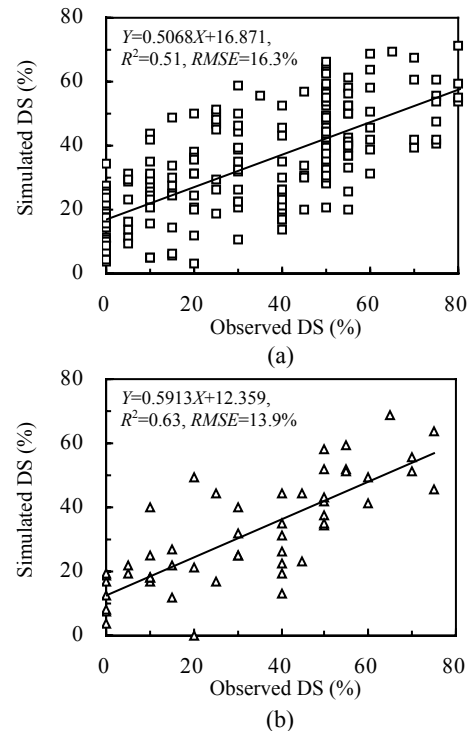 80
Y=0.5068X+16.871,
R²=0.51, RMSE=16.3%
60
40
20
0
Simulated DS (%)
0 20 40 60 80
Observed DS (%)
(a)
80
Y=0.5913X+12.359,
R²=0.63, RMSE=13.9%
60
40
20
0
Simulated DS (%)
0 20 40 60 80
Observed DS (%)
(b)